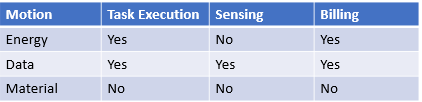 Motion Task Execution Sensing Billing
Energy Yes No Yes
Data Yes Yes Yes
Material No No No